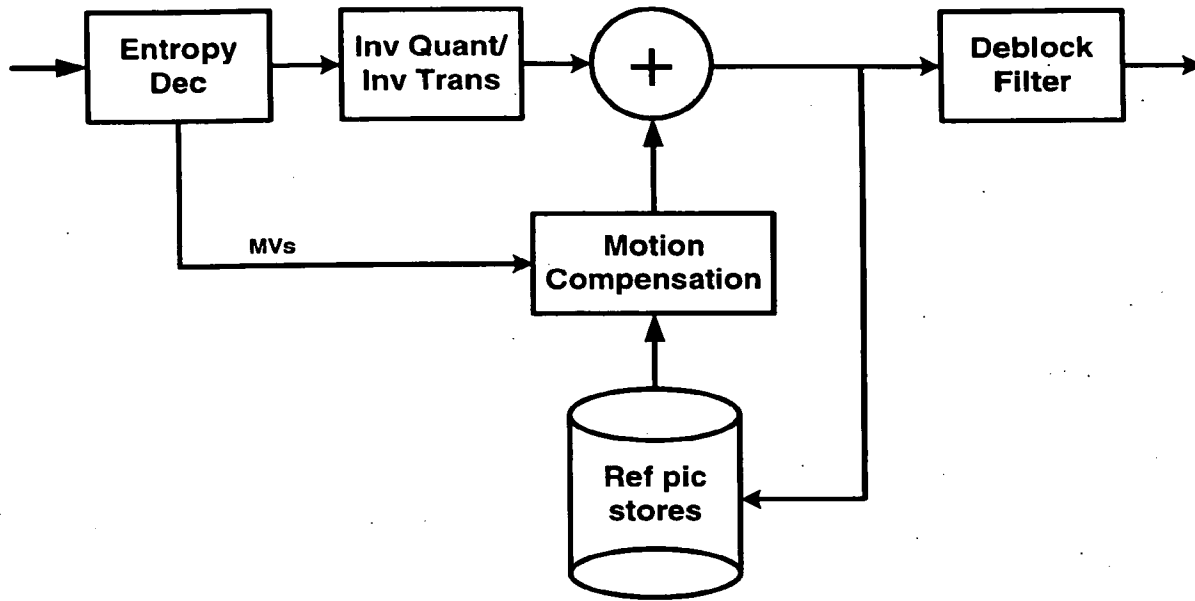 Entropy
Dec
Inv Quant/
Inv Trans
+
Deblock
Filter
MVs
Motion
Compensation
Ref pic
stores